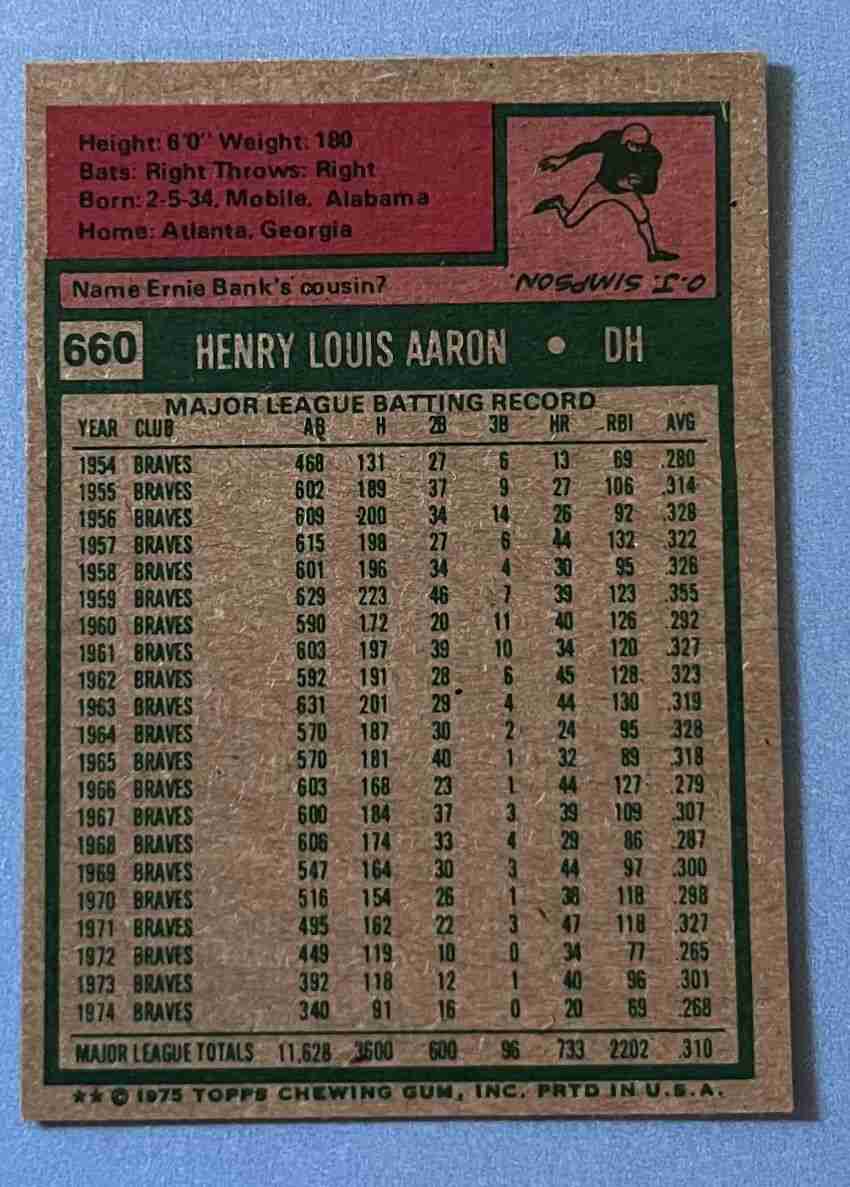 Height: 6'0" Weight: 180
Bats: Right Throws: Right
Born: 2-5-34, Mobile, Alabama
Home: Atlanta, Georgia
Name Ernie Bank's cousin?
O.J. SIMPSON.
660 HENRY LOUIS AARON • DH
MAJOR LEAGUE BATTING RECORD
YEAR CLUB AB H 2B 3B HR RBI AVG
1954 BRAVES 468 131 27 6 13 69 .280
1955 BRAVES 602 189 37 9 27 106 .314
1956 BRAVES 609 200 34 14 26 92 .328
1957 BRAVES 615 198 27 6 44 132 .322
1958 BRAVES 601 196 34 4 30 95 .326
1959 BRAVES 629 223 46 7 39 123 .355
1960 BRAVES 590 172 20 11 40 126 .292
1961 BRAVES 603 197 39 10 34 120 .327
1962 BRAVES 592 191 28 6 45 128 .323
1963 BRAVES 631 201 29 4 44 130 .319
1964 BRAVES 570 187 30 2 24 95 .328
1965 BRAVES 570 181 40 1 32 89 .318
1966 BRAVES 603 168 23 1 44 127 .279
1967 BRAVES 600 184 37 3 39 109 .307
1968 BRAVES 606 174 33 4 29 86 .287
1969 BRAVES 547 164 30 3 44 97 .300
1970 BRAVES 516 154 26 1 38 118 .298
1971 BRAVES 495 162 22 3 47 118 .327
1972 BRAVES 449 119 10 0 34 77 .265
1973 BRAVES 392 118 12 1 40 96 .301
1974 BRAVES 340 91 16 0 20 69 .268
MAJOR LEAGUE TOTALS 11,628 3600 600 96 733 2202 .310
★★ © 1975 TOPPS CHEWING GUM, INC. PRTD IN U.S.A.